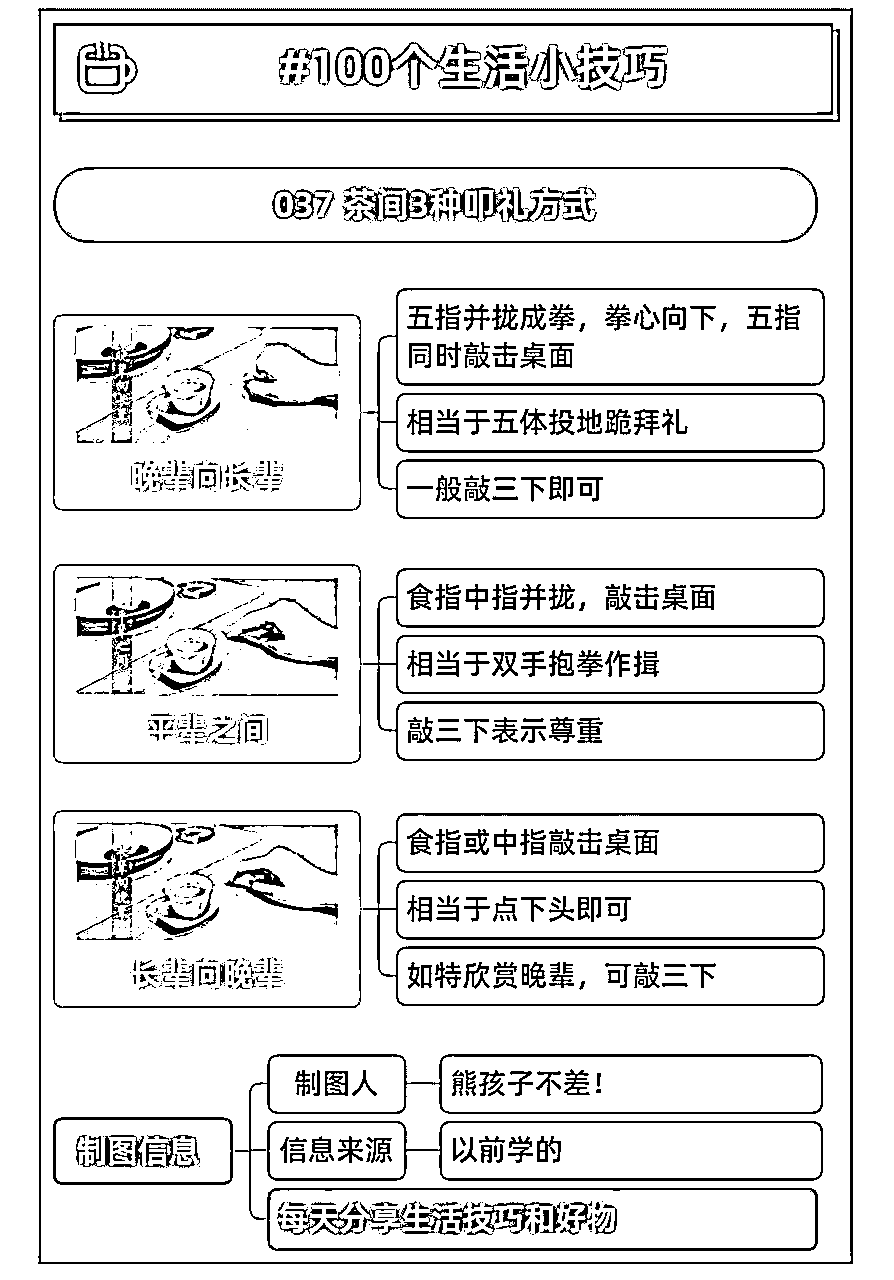 #100个生活小技巧
037 茶间3种叩礼方式
五指并拢成拳，拳心向下，五指
同时敲击桌面
相当于五体投地跪拜礼
一般敲三下即可
晚辈向长辈
食指中指并拢，敲击桌面
相当于双手抱拳作揖
敲三下表示尊重
平辈之间
食指或中指敲击桌面
相当于点下头即可
如特欣赏晚辈，可敲三下
长辈向晚辈
制图信息
制图人
熊孩子不差！
信息来源
以前学的
每天分享生活技巧和好物